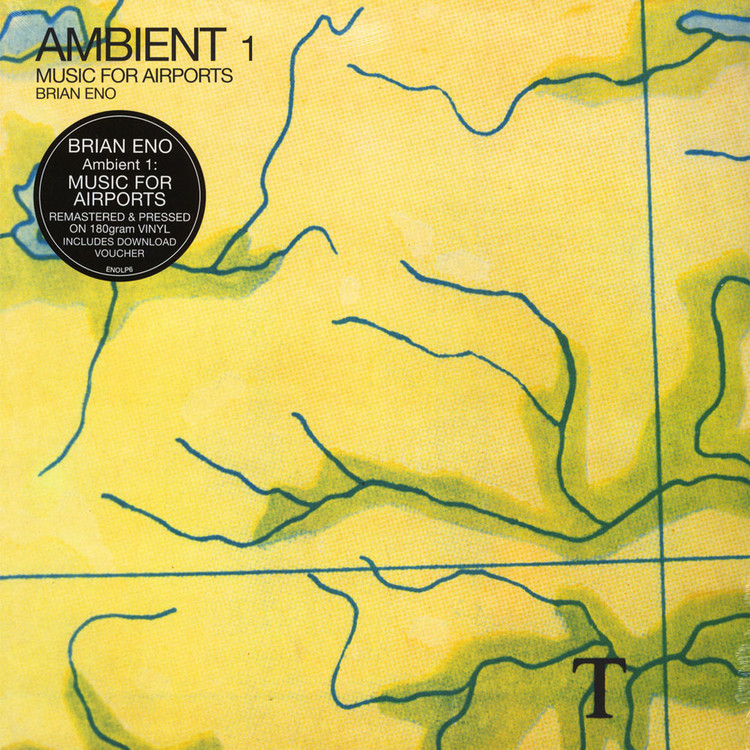 AMBIENT 1
MUSIC FOR AIRPORTS
BRIAN ENO
BRIAN ENO
Ambient 1:
MUSIC FOR
AIRPORTS
REMASTERED & PRESSED
ON 180gram VINYL
INCLUDES DOWNLOAD
VOUCHER
ENOLP6
T